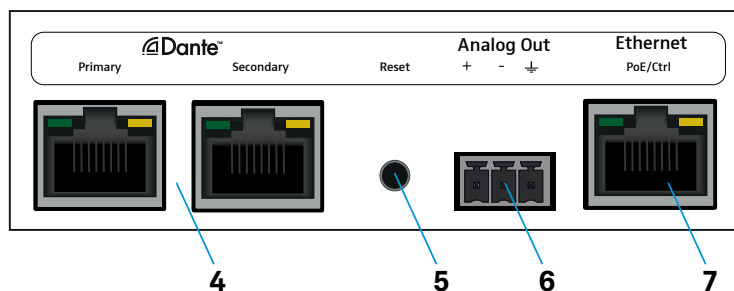 Dante™
Analog Out
Ethernet
Primary
Secondary
Reset
+ - ⏚
PoE/Ctrl
4
5
6
7